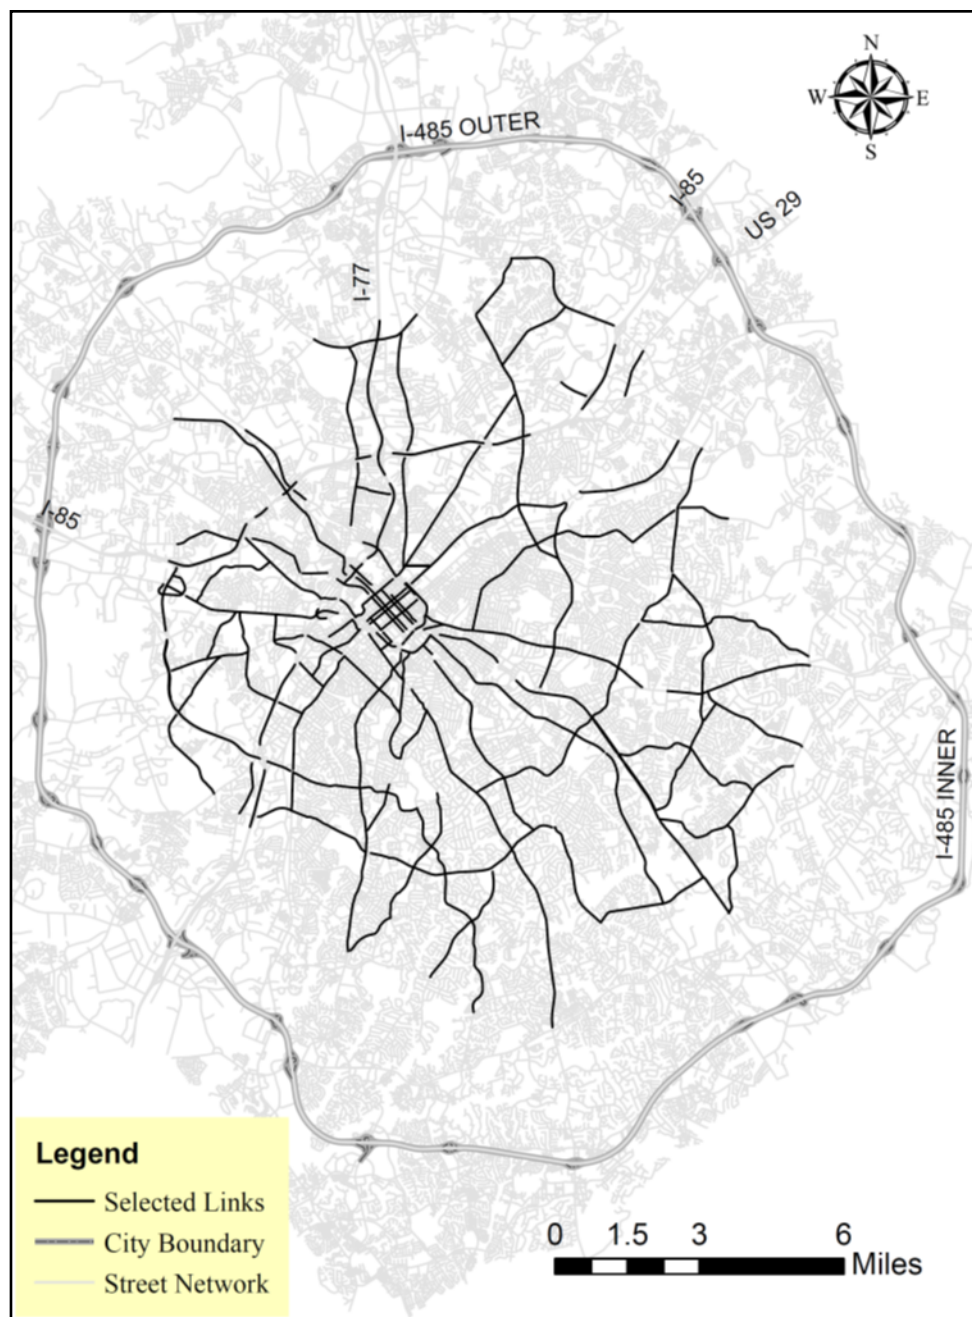 N
W E
S
I-485 OUTER
I-85
US 29
I-77
I-85
I-485 INNER
Legend
Selected Links
City Boundary
Street Network
0 1.5 3 6
Miles